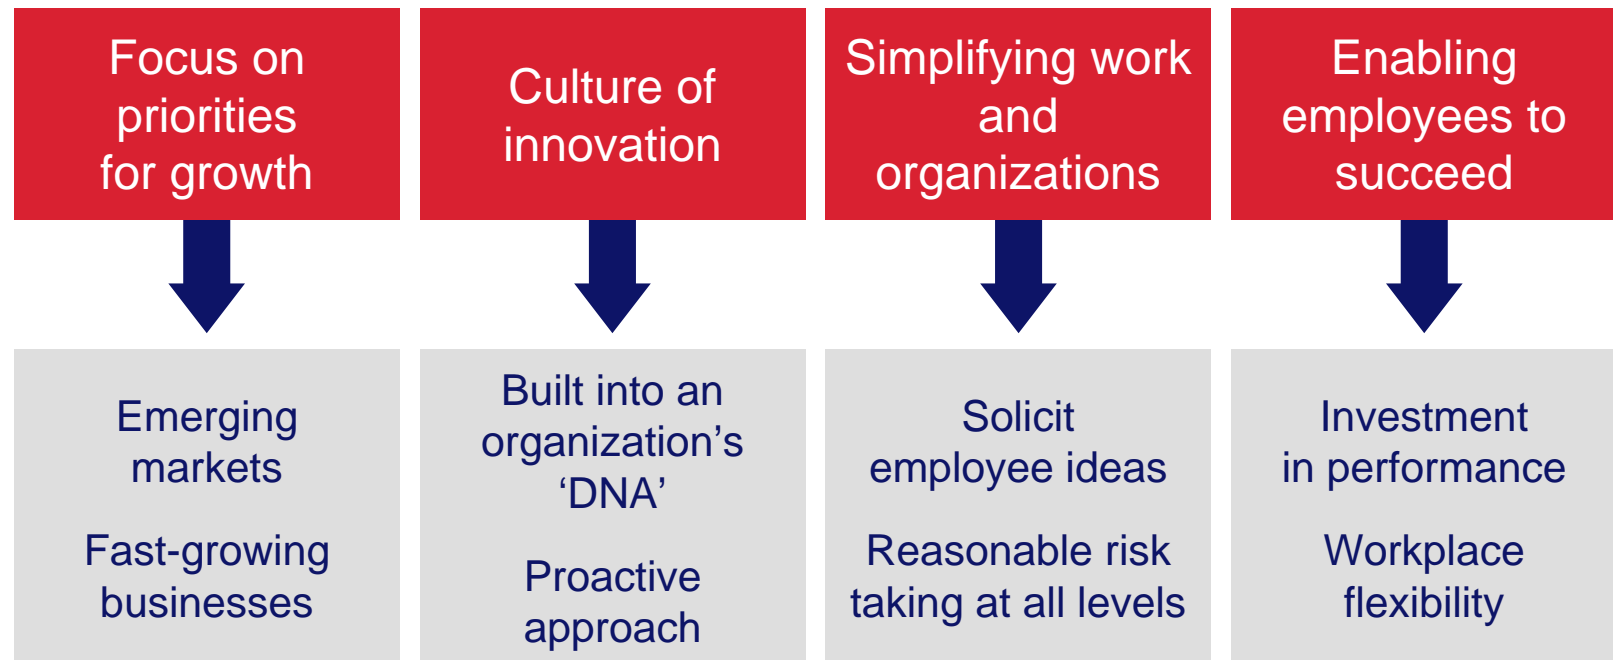 Focus on
priorities
for growth
Culture of
innovation
Simplifying work
and
organizations
Enabling
employees to
succeed
Emerging
markets
Fast-growing
businesses
Built into an
organization’s
‘DNA’
Proactive
approach
Solicit
employee ideas
Reasonable risk
taking at all levels
Investment
in performance
Workplace
flexibility